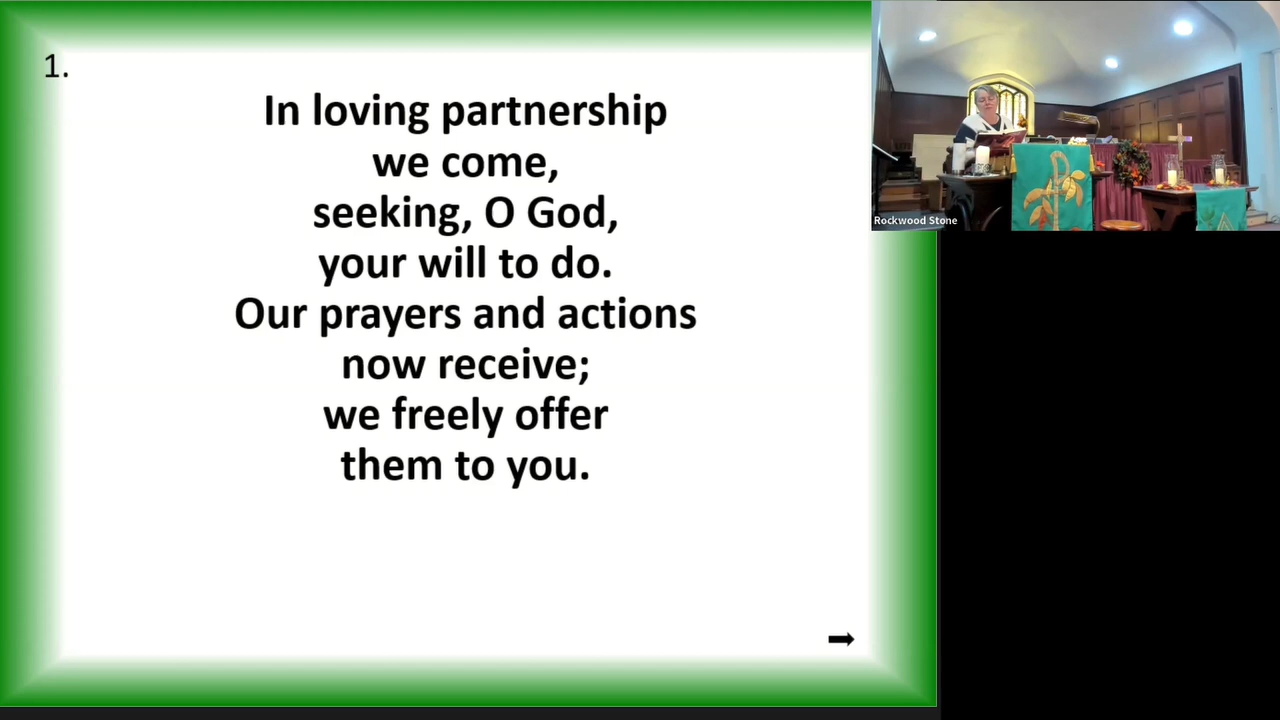 1.
In loving partnership
we come,
seeking, O God,
your will to do.
Our prayers and actions
now receive;
we freely offer
them to you.
Rockwood Stone